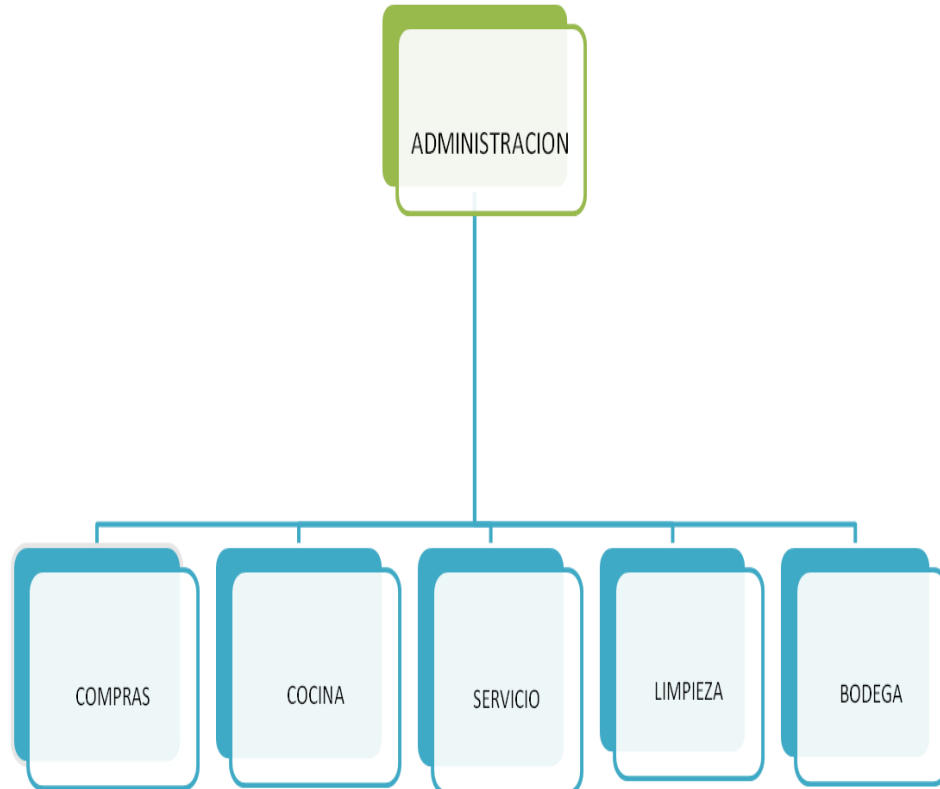 ADMINISTRACION
COMPRAS
COCINA
SERVICIO
LIMPIEZA
BODEGA